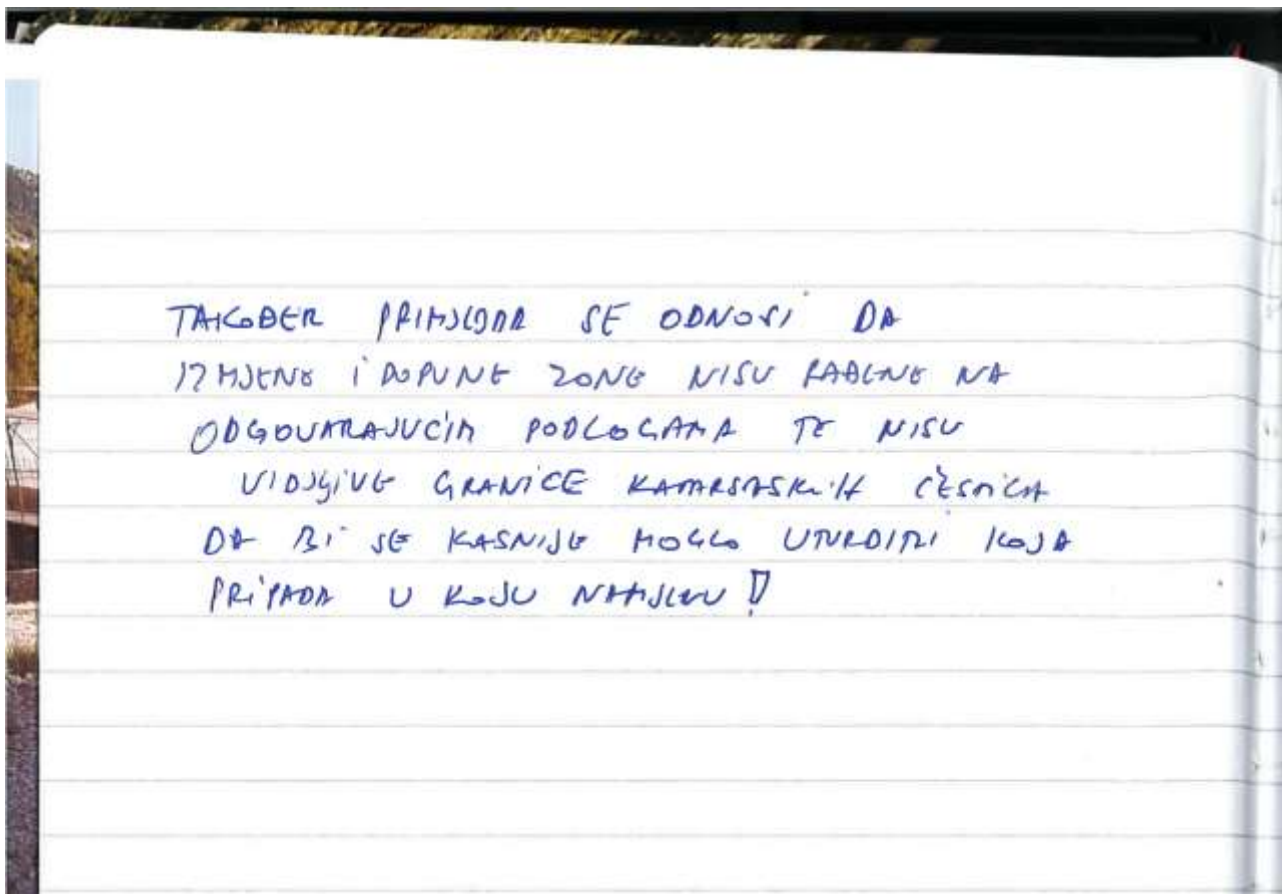 TAKOĐER PRIMJEDBA SE ODNOSI DA
IZMJENE I DOPUNE ZONE NISU RAĐENE NA
ODGOVARAJUĆIM PODLOGAMA TE NISU
VIDLJIVE GRANICE KATASTARSKIH ČESTICA
DA BI SE KASNIJE MOGLO UTVRDITI KOJA
PRIPADA U KOJU NAMJENU!